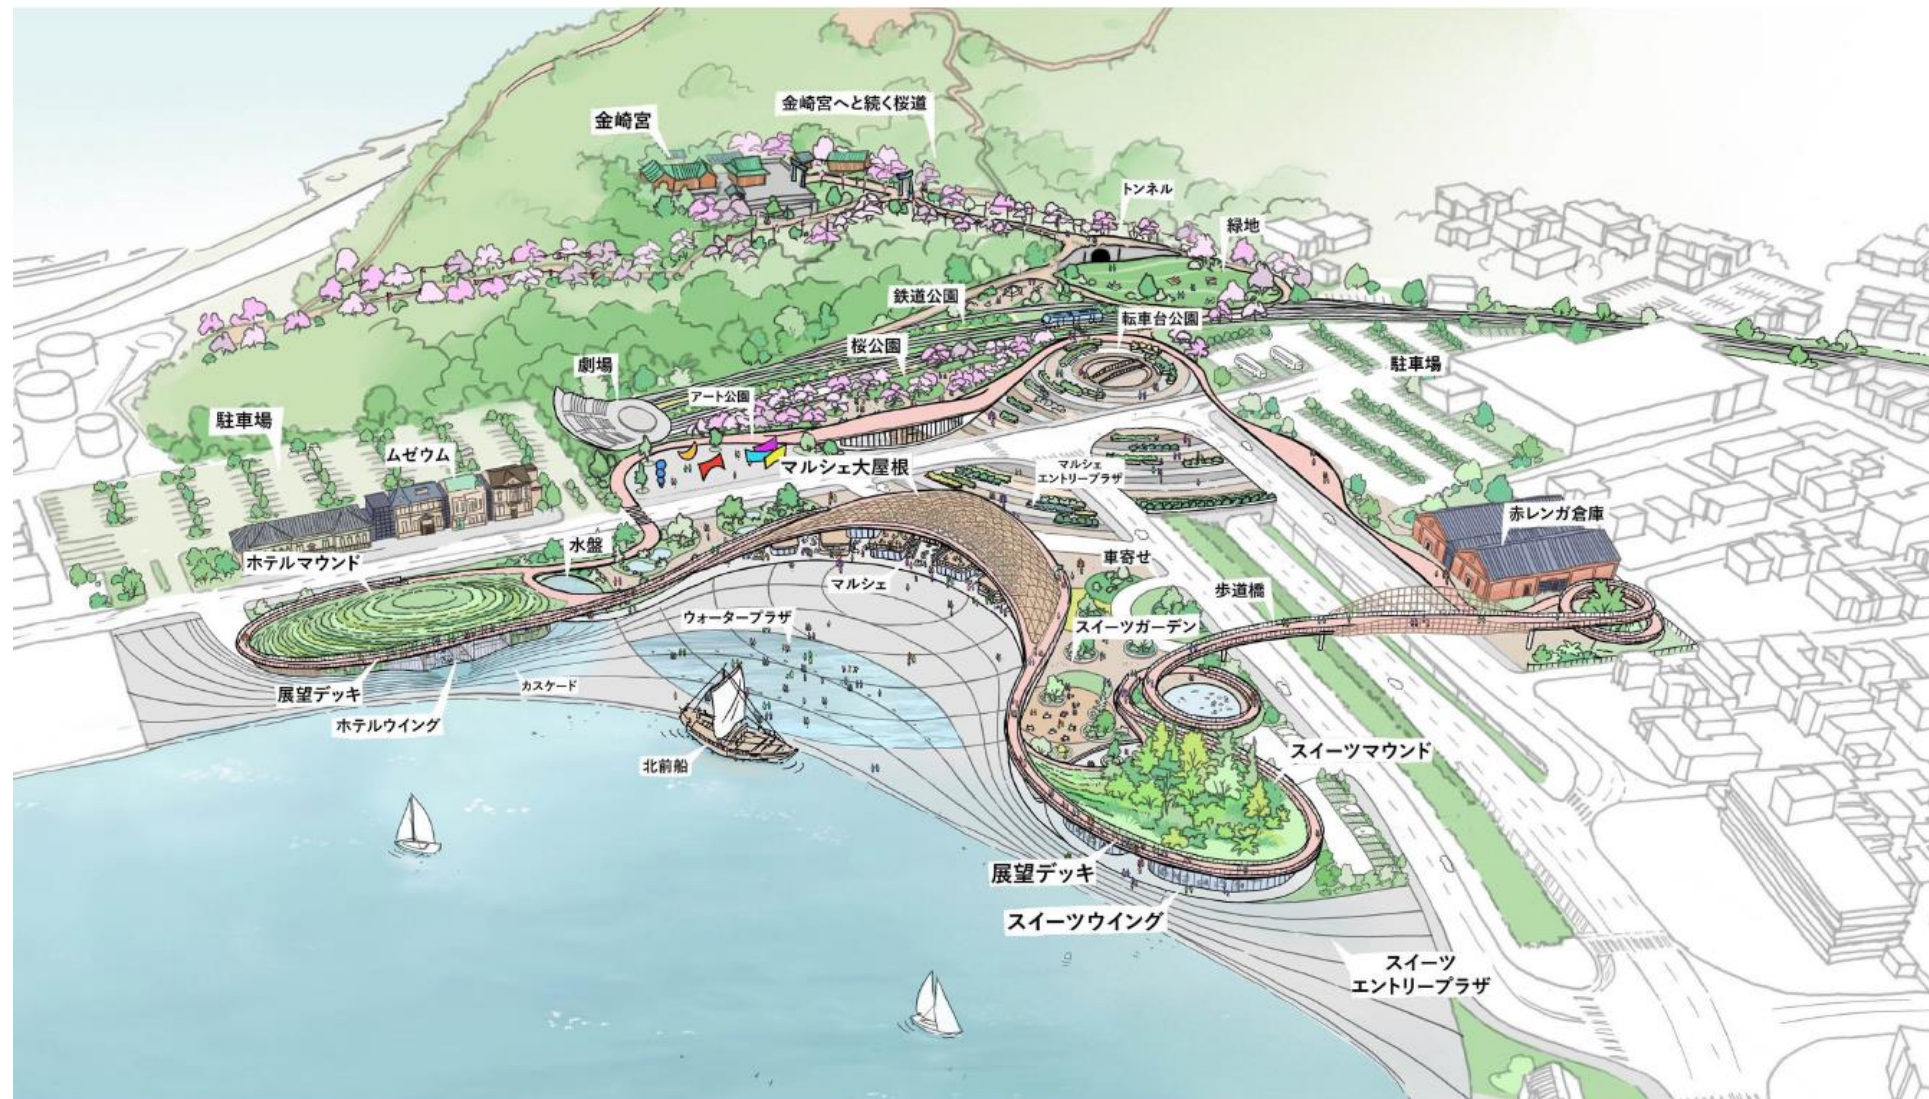 金崎宮
金崎宮へと続く桜道
トンネル
緑地
鉄道公園
転車台公園
桜公園
劇場
駐車場
アート公園
駐車場
ムゼウム
マルシェ大屋根
マルシェ
エントリープラザ
赤レンガ倉庫
水盤
車寄せ
ホテルマウンド
マルシェ
歩道橋
ウォータープラザ
スイーツガーデン
カスケード
展望デッキ
ホテルウイング
北前船
スイーツマウンド
展望デッキ
スイーツウイング
スイーツ
エントリープラザ